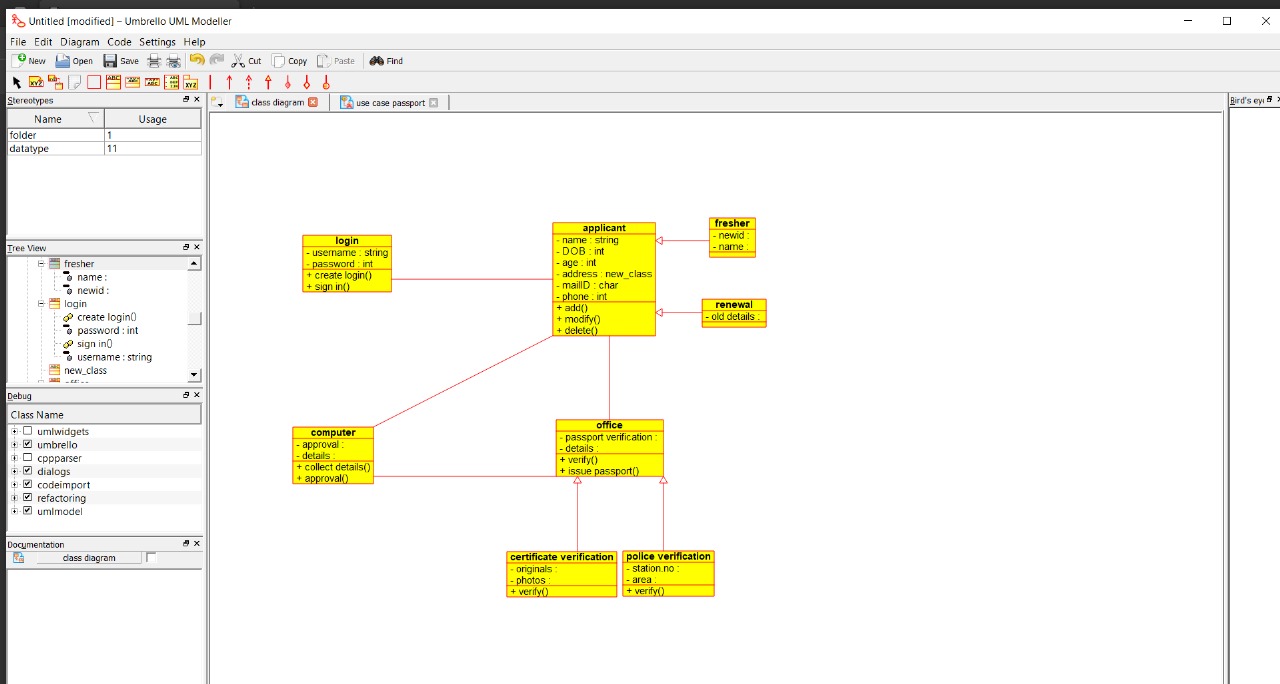 Untitled [modified] – Umbrello UML Modeller
File Edit Diagram Code Settings Help
New Open Save Cut Copy Paste Find
Stereotypes
Name Usage
folder 1
datatype 11
Tree View
fresher
name :
newid :
login
create login()
password : int
sign in()
username : string
new_class
Debug
Class Name
umlwidgets
umbrello
cppparser
dialogs
codeimport
refactoring
umlmodel
Documentation
class diagram
class diagram use case passport
Bird's ey
login
- username : string
- password : int
+ create login()
+ sign in()
applicant
- name : string
- DOB : int
- age : int
- address : new_class
- mailID : char
- phone : int
+ add()
+ modify()
+ delete()
fresher
- newid :
- name :
renewal
- old details :
computer
- approval :
- details :
+ collect details()
+ approval()
office
- passport verification :
- details :
+ verify()
+ issue passport()
certificate verification
- originals :
- photos :
+ verify()
police verification
- station.no :
- area :
+ verify()